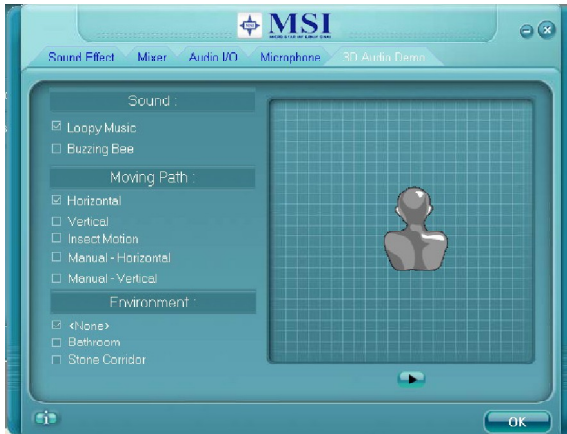 MSI
Sound Effect Mixer Audio I/O Microphone 3D Audio Demo
Sound :
Loopy Music
Buzzing Bee
Moving Path :
Horizontal
Vertical
Insect Motion
Manual - Horizontal
Manual - Vertical
Environment :
<None>
Bathroom
Stone Corridor
OK